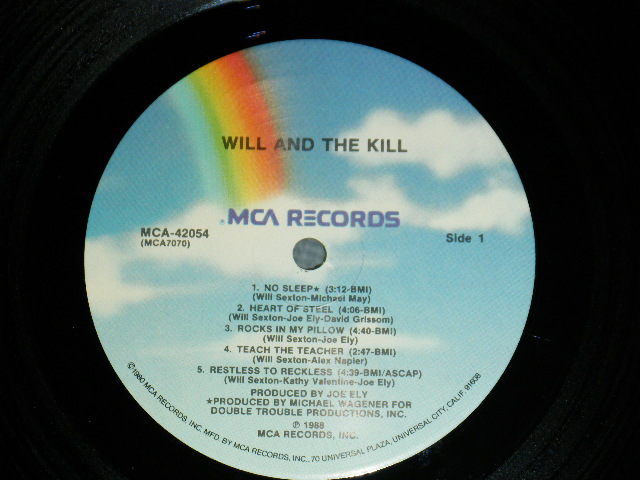 WILL AND THE KILL
MCA RECORDS
MCA-42054
(MCA7070)
Side 1
1. NO SLEEP★ (3:12-BMI)
(Will Sexton-Michael May)
2. HEART OF STEEL (4:06-BMI)
(Will Sexton-Joe Ely-David Grissom)
3. ROCKS IN MY PILLOW (4:40-BMI)
(Will Sexton-Joe Ely)
4. TEACH THE TEACHER (2:47-BMI)
(Will Sexton-Alex Napier)
5. RESTLESS TO RECKLESS (4:39-BMI/ASCAP)
(Will Sexton-Kathy Valentine-Joe Ely)
PRODUCED BY JOE ELY
★PRODUCED BY MICHAEL WAGENER FOR
DOUBLE TROUBLE PRODUCTIONS, INC.
℗ 1988
MCA RECORDS, INC.
©1980 MCA RECORDS, INC. MFD. BY MCA RECORDS, INC., 70 UNIVERSAL PLAZA, UNIVERSAL CITY, CALIF. 91608